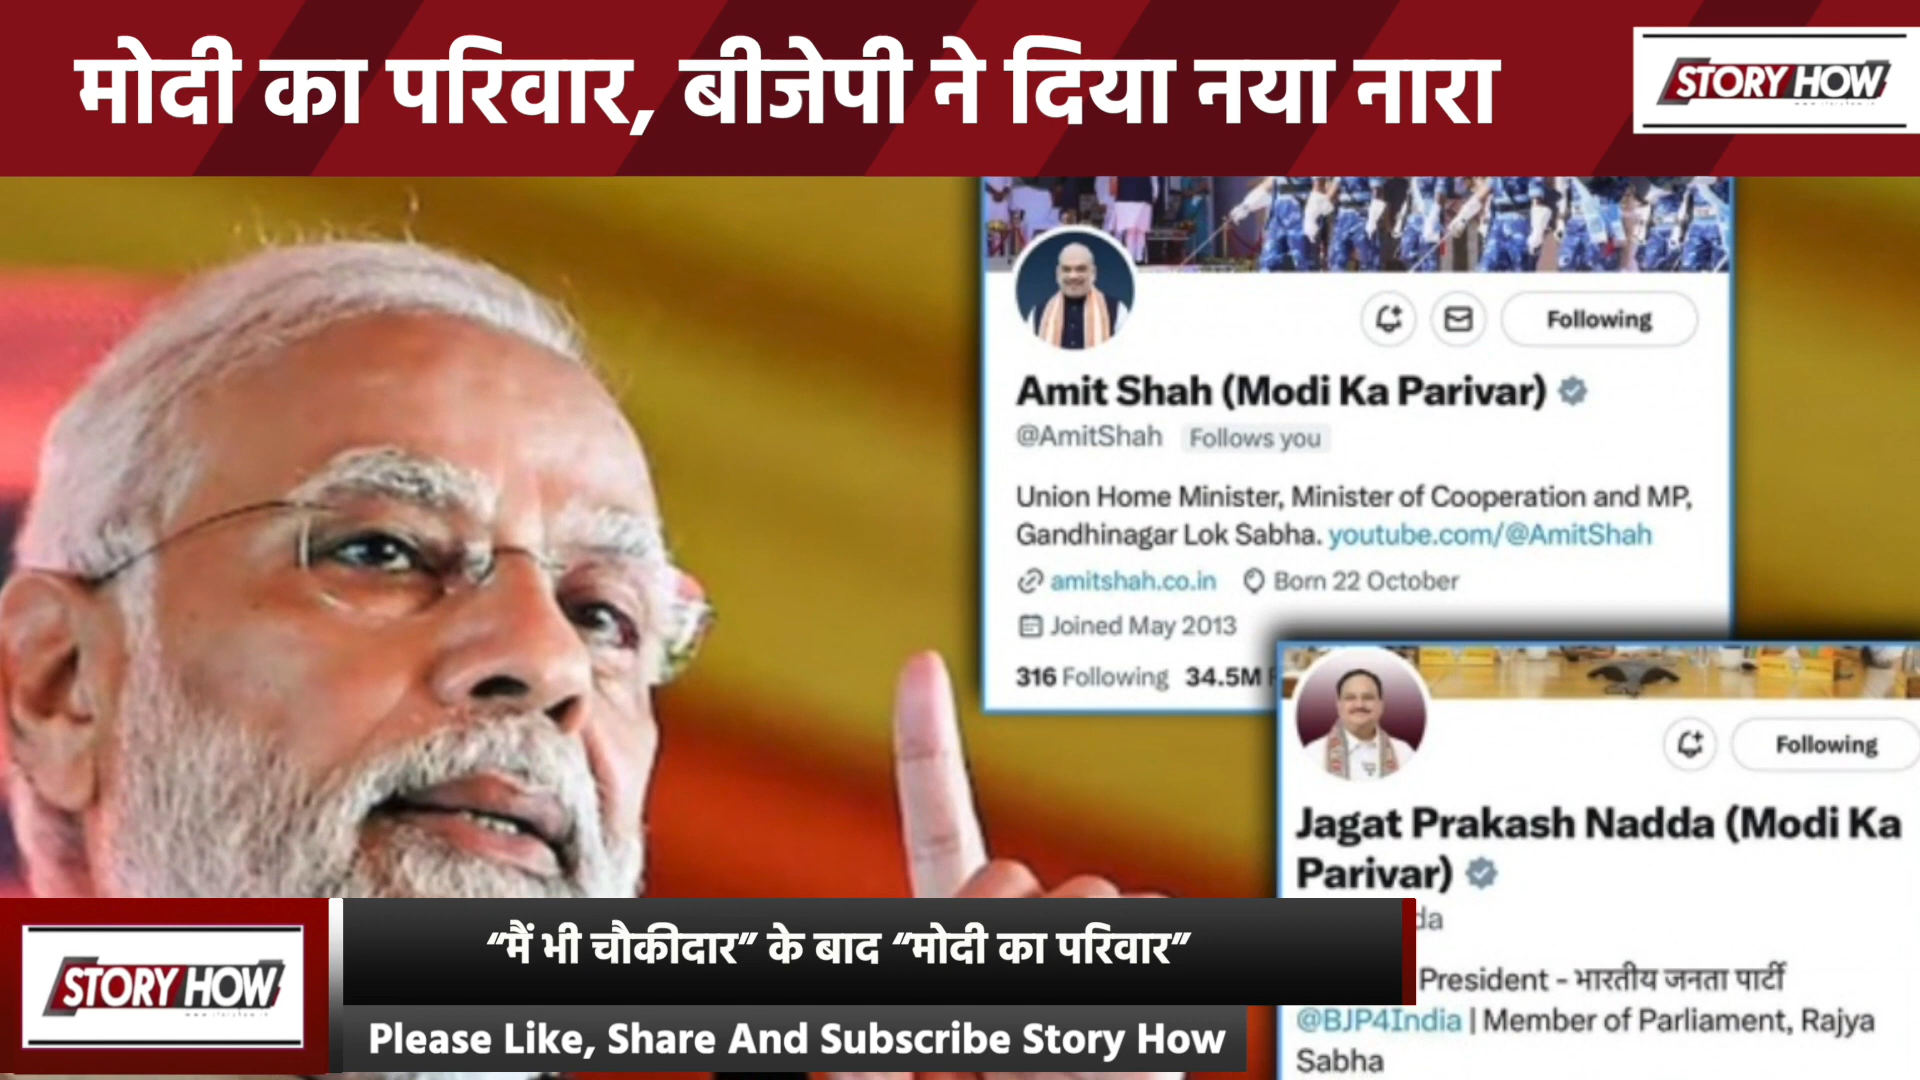 मोदी का परिवार, बीजेपी ने दिया नया नारा
STORY HOW
Following
Amit Shah (Modi Ka Parivar)
@AmitShah Follows you
Union Home Minister, Minister of Cooperation and MP,
Gandhinagar Lok Sabha. youtube.com/@AmitShah
amitshah.co.in Born 22 October
Joined May 2013
316 Following 34.5M
Following
Jagat Prakash Nadda (Modi Ka
Parivar)
da
President - भारतीय जनता पार्टी
@BJP4India | Member of Parliament, Rajya
Sabha
STORY HOW
“मैं भी चौकीदार” के बाद “मोदी का परिवार”
Please Like, Share And Subscribe Story How